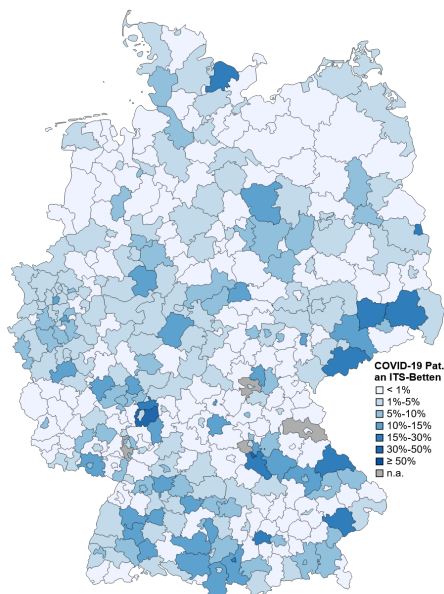 COVID-19 Pat.
an ITS-Betten
< 1%
1%-5%
5%-10%
10%-15%
15%-30%
30%-50%
≥ 50%
n.a.